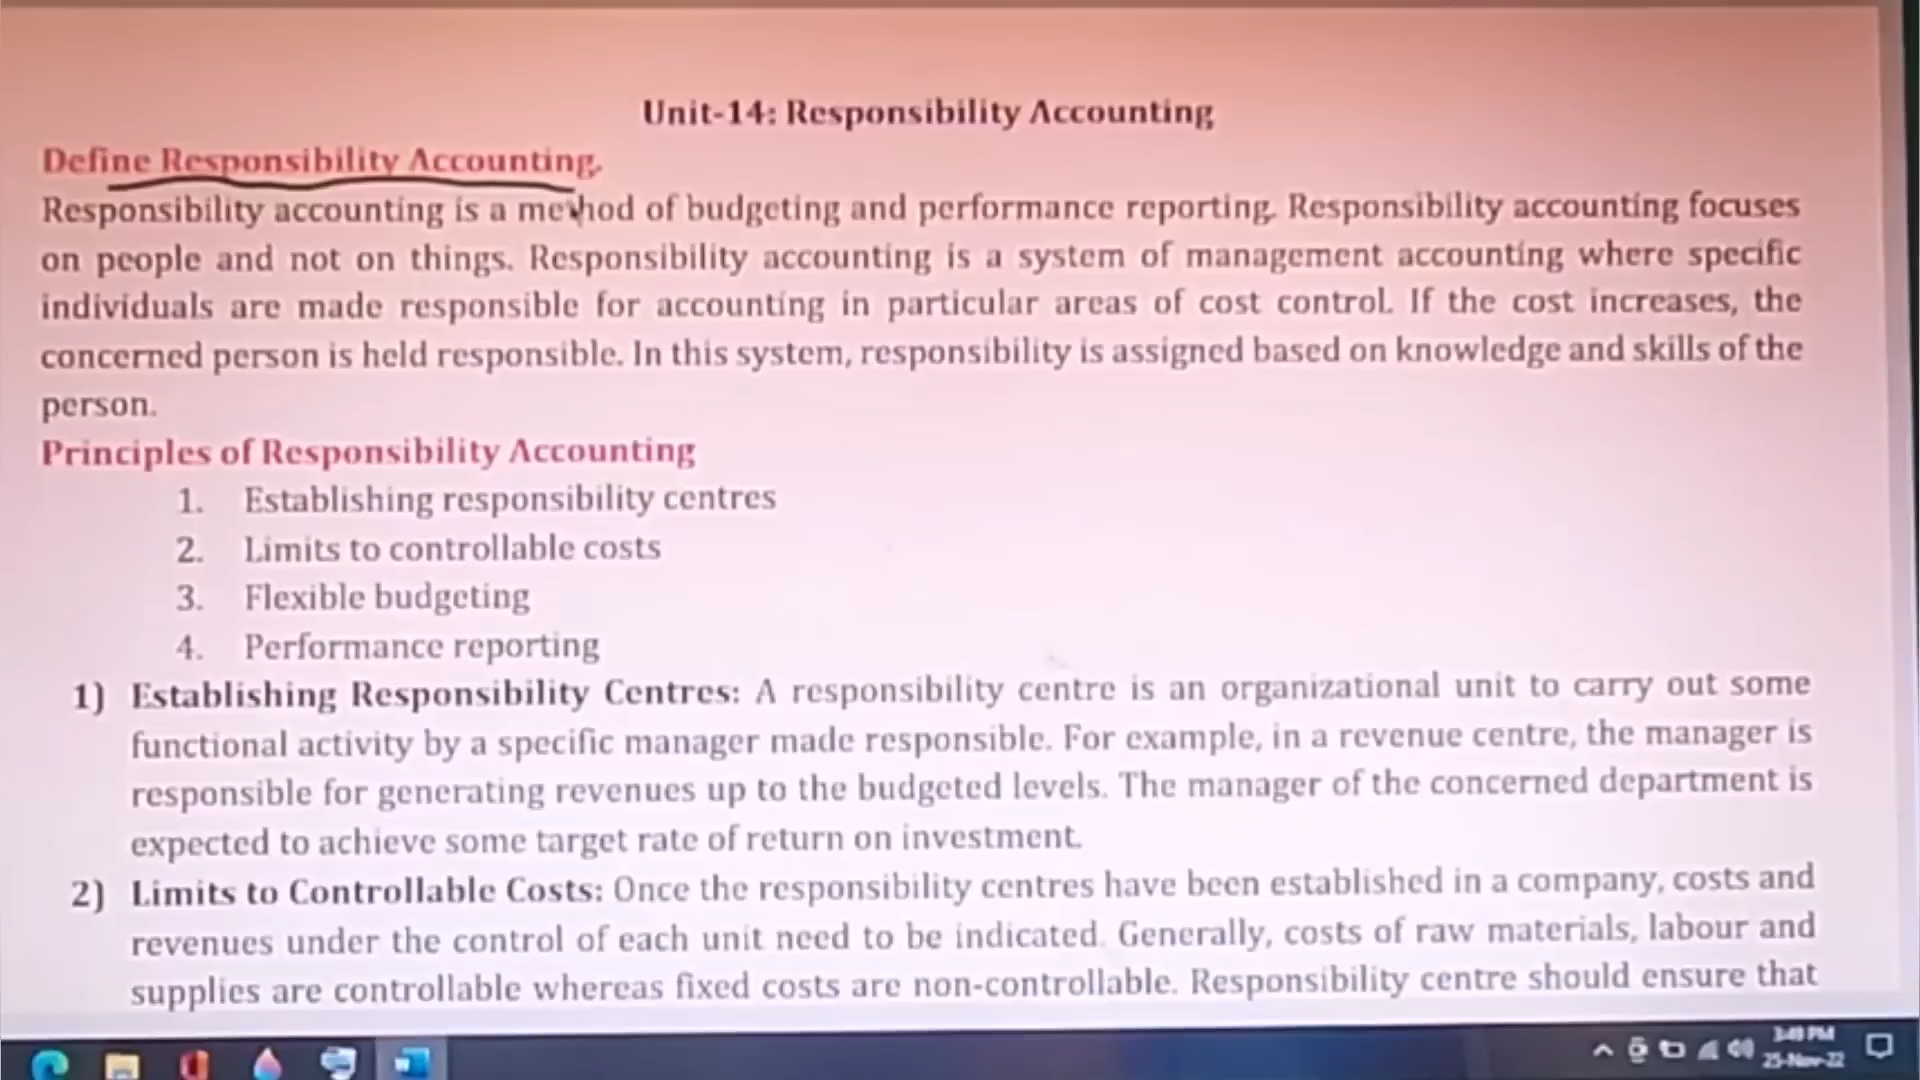 Unit-14: Responsibility Accounting
Define Responsibility Accounting.
Responsibility accounting is a method of budgeting and performance reporting. Responsibility accounting focuses
on people and not on things. Responsibility accounting is a system of management accounting where specific
individuals are made responsible for accounting in particular areas of cost control. If the cost increases, the
concerned person is held responsible. In this system, responsibility is assigned based on knowledge and skills of the
person.
Principles of Responsibility Accounting
1. Establishing responsibility centres
2. Limits to controllable costs
3. Flexible budgeting
4. Performance reporting
1) Establishing Responsibility Centres: A responsibility centre is an organizational unit to carry out some
functional activity by a specific manager made responsible. For example, in a revenue centre, the manager is
responsible for generating revenues up to the budgeted levels. The manager of the concerned department is
expected to achieve some target rate of return on investment.
2) Limits to Controllable Costs: Once the responsibility centres have been established in a company, costs and
revenues under the control of each unit need to be indicated. Generally, costs of raw materials, labour and
supplies are controllable whereas fixed costs are non-controllable. Responsibility centre should ensure that
3:49 PM
25-Nov-22